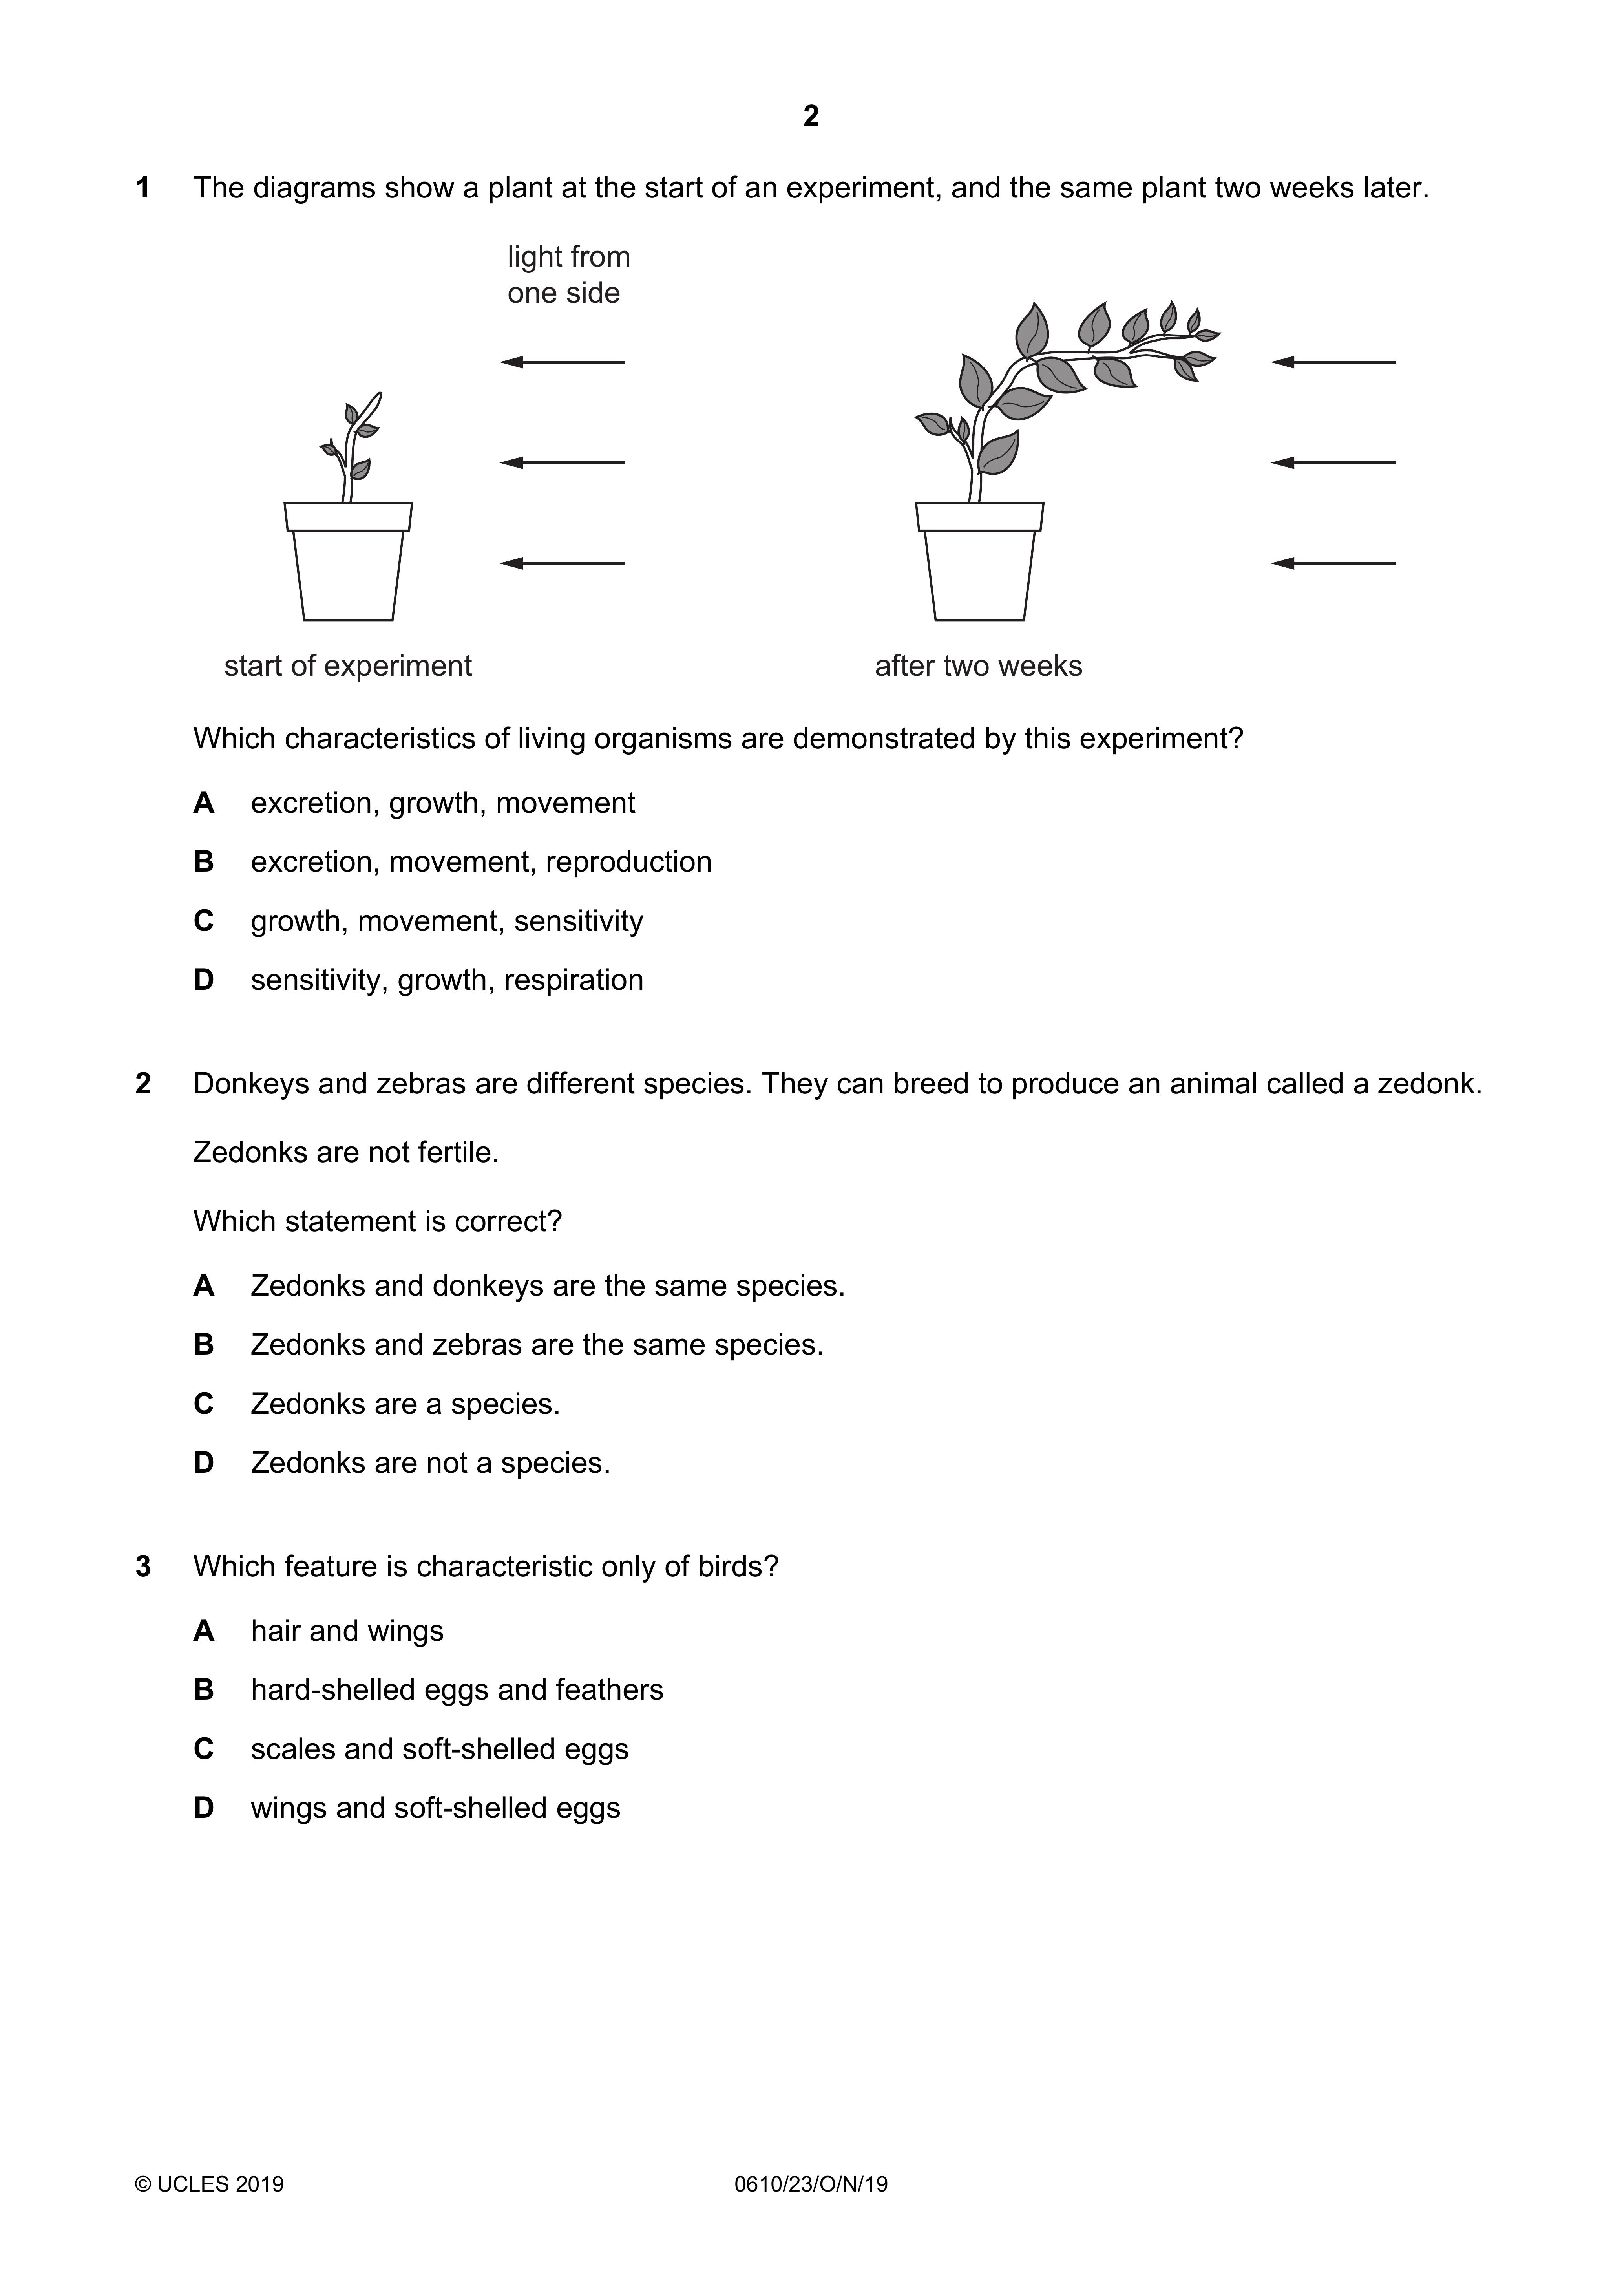 2
1 The diagrams show a plant at the start of an experiment, and the same plant two weeks later.
light from
one side
start of experiment
after two weeks
Which characteristics of living organisms are demonstrated by this experiment?
A excretion, growth, movement
B excretion, movement, reproduction
C growth, movement, sensitivity
D sensitivity, growth, respiration
2 Donkeys and zebras are different species. They can breed to produce an animal called a zedonk.
Zedonks are not fertile.
Which statement is correct?
A Zedonks and donkeys are the same species.
B Zedonks and zebras are the same species.
C Zedonks are a species.
D Zedonks are not a species.
3 Which feature is characteristic only of birds?
A hair and wings
B hard-shelled eggs and feathers
C scales and soft-shelled eggs
D wings and soft-shelled eggs
© UCLES 2019
0610/23/O/N/19